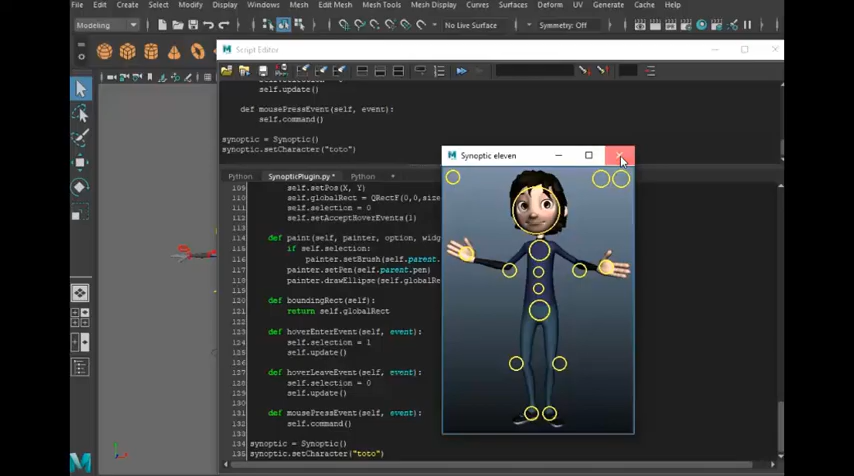 File Edit Create Select Modify Display Windows Mesh Edit Mesh Mesh Tools Mesh Display Curves Surfaces Deform UV Generate Cache Help
Modeling No Live Surface Symmetry: Off
Script Editor
self.update()
def mousePressEvent(self, event):
self.command()
synoptic = Synoptic()
synoptic.setCharacter("toto")
Python SynopticPlugin.py * Python
Synoptic eleven
109 self.setPos(X, Y)
110 self.globalRect = QRectF(0,0,size
111 self.selection = 0
112 self.setAcceptHoverEvents(1)
114 def paint(self, painter, option, widg
115 if self.selection:
116 painter.setBrush(self.parent.
117 painter.setPen(self.parent.pen)
118 painter.drawEllipse(self.globalRe
120 def boundingRect(self):
121 return self.globalRect
123 def hoverEnterEvent(self, event):
124 self.selection = 1
125 self.update()
127 def hoverLeaveEvent(self, event):
128 self.selection = 0
129 self.update()
131 def mousePressEvent(self, event):
132 self.command()
133
134 synoptic = Synoptic()
135 synoptic.setCharacter("toto")